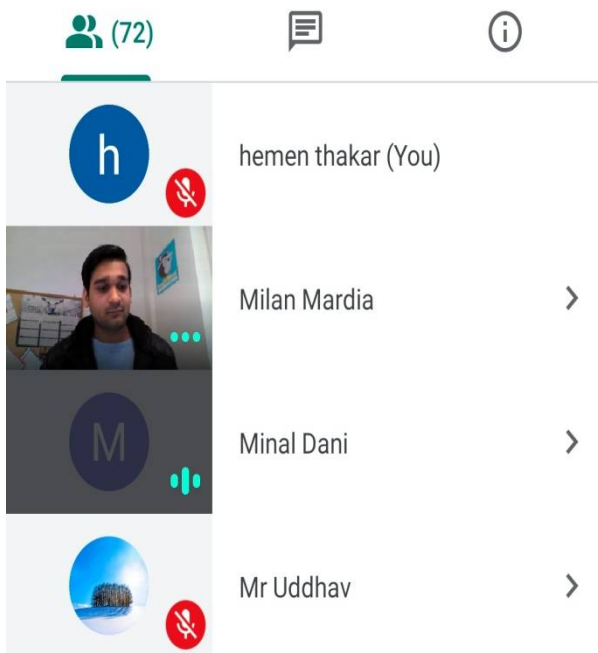 (72)
h
hemen thakar (You)
Milan Mardia
M
Minal Dani
Mr Uddhav